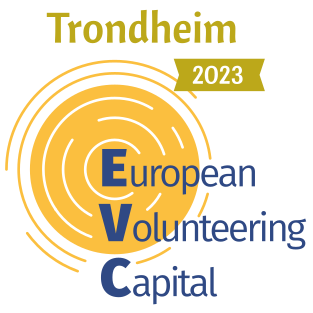 Trondheim
2023
European
Volunteering
Capital